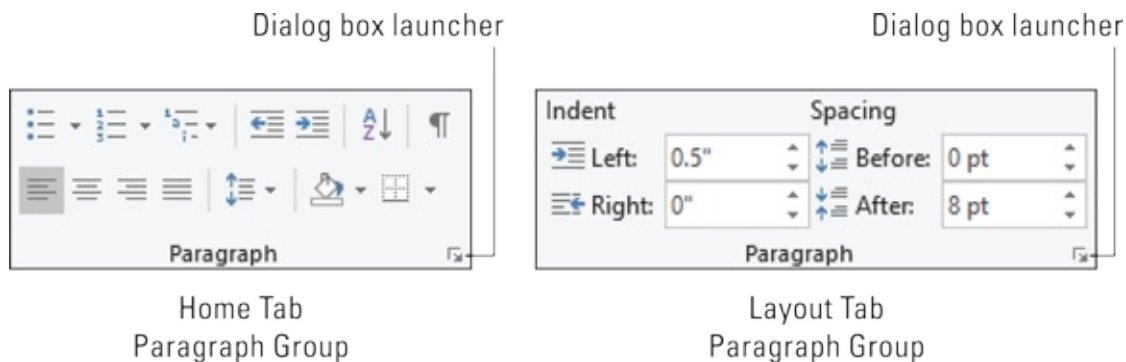 Dialog box launcher
Dialog box launcher
Indent Spacing
Left: 0.5" Before: 0 pt
Right: 0" After: 8 pt
Paragraph
Paragraph
Home Tab
Paragraph Group
Layout Tab
Paragraph Group